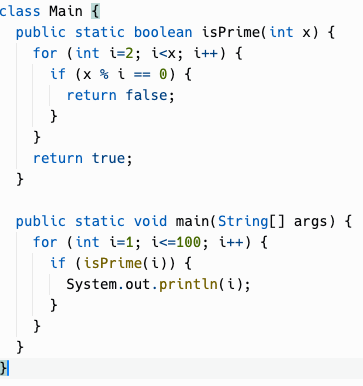 class Main {
  public static boolean isPrime(int x) {
    for (int i=2; i<x; i++) {
      if (x % i == 0) {
        return false;
      }
    }
    return true;
  }

  public static void main(String[] args) {
    for (int i=1; i<=100; i++) {
      if (isPrime(i)) {
        System.out.println(i);
      }
    }
  }
}